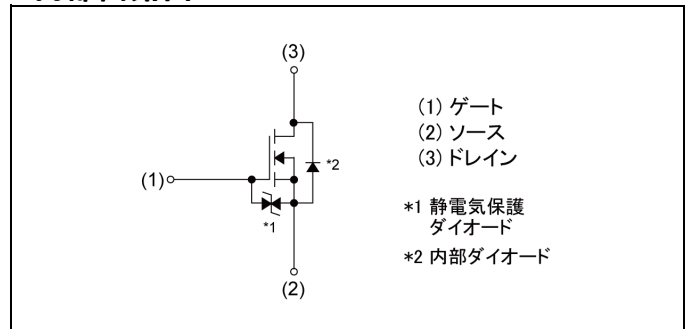 (3)
(1)
*2
*1
(2)
(1) ゲート
(2) ソース
(3) ドレイン
*1 静電気保護
ダイオード
*2 内部ダイオード